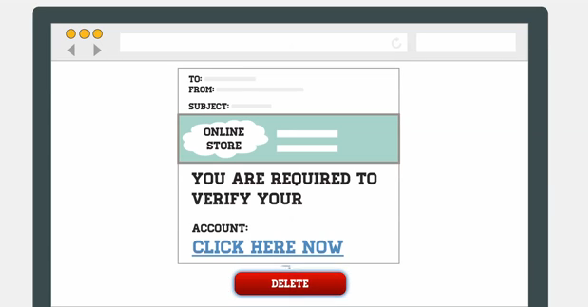 TO:
FROM:
SUBJECT:
ONLINE
STORE
YOU ARE REQUIRED TO
VERIFY YOUR
ACCOUNT:
CLICK HERE NOW
DELETE